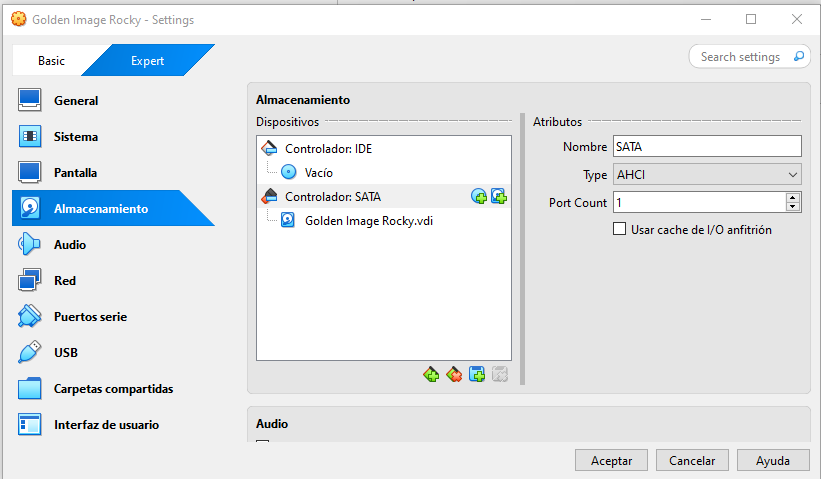 Golden Image Rocky - Settings
Basic
Expert
Search settings
General
Sistema
Pantalla
Almacenamiento
Audio
Red
Puertos serie
USB
Carpetas compartidas
Interfaz de usuario
Almacenamiento
Dispositivos
Controlador: IDE
Vacío
Controlador: SATA
Golden Image Rocky.vdi
Atributos
Nombre SATA
Type AHCI
Port Count 1
Usar cache de I/O anfitrión
Audio
Aceptar
Cancelar
Ayuda